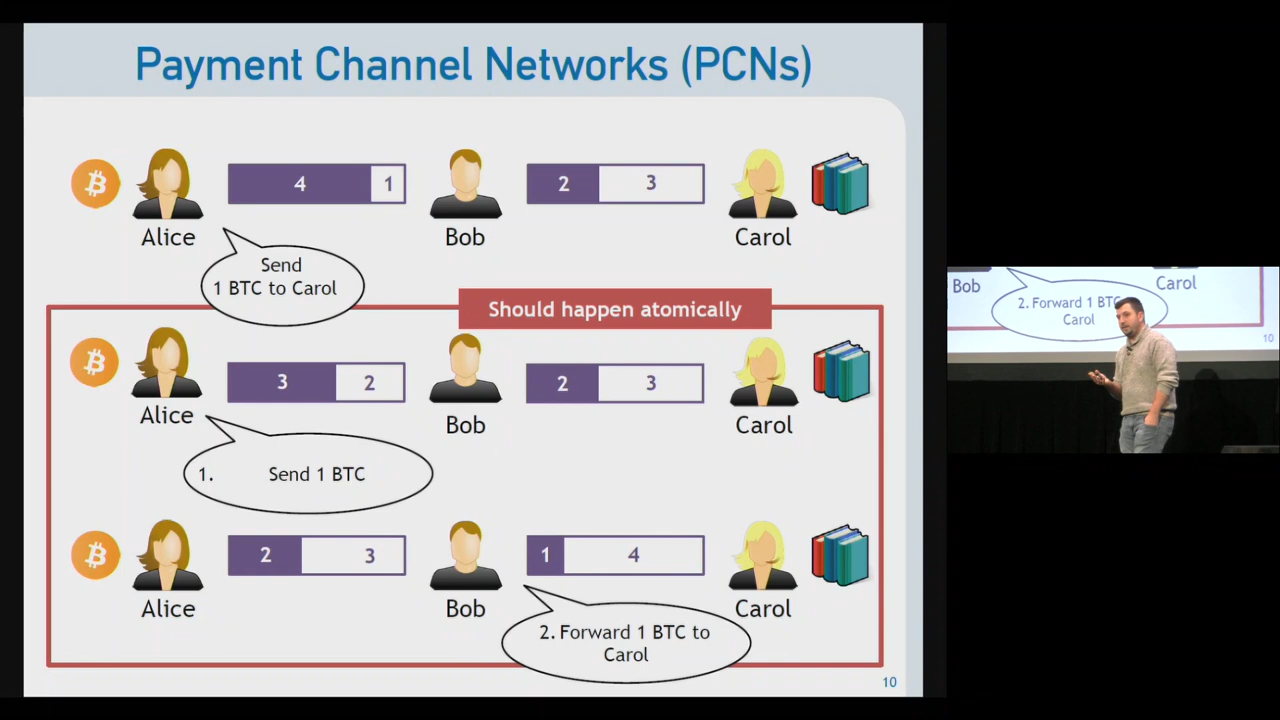 Payment Channel Networks (PCNs)
4 1 2 3
Alice Bob Carol
Send
1 BTC to Carol
Should happen atomically
3 2 2 3
Alice Bob Carol
1. Send 1 BTC
2 3 1 4
Alice Bob Carol
2. Forward 1 BTC to
Carol
10
Bob Carol
2. Forward 1 BTC
Carol
10